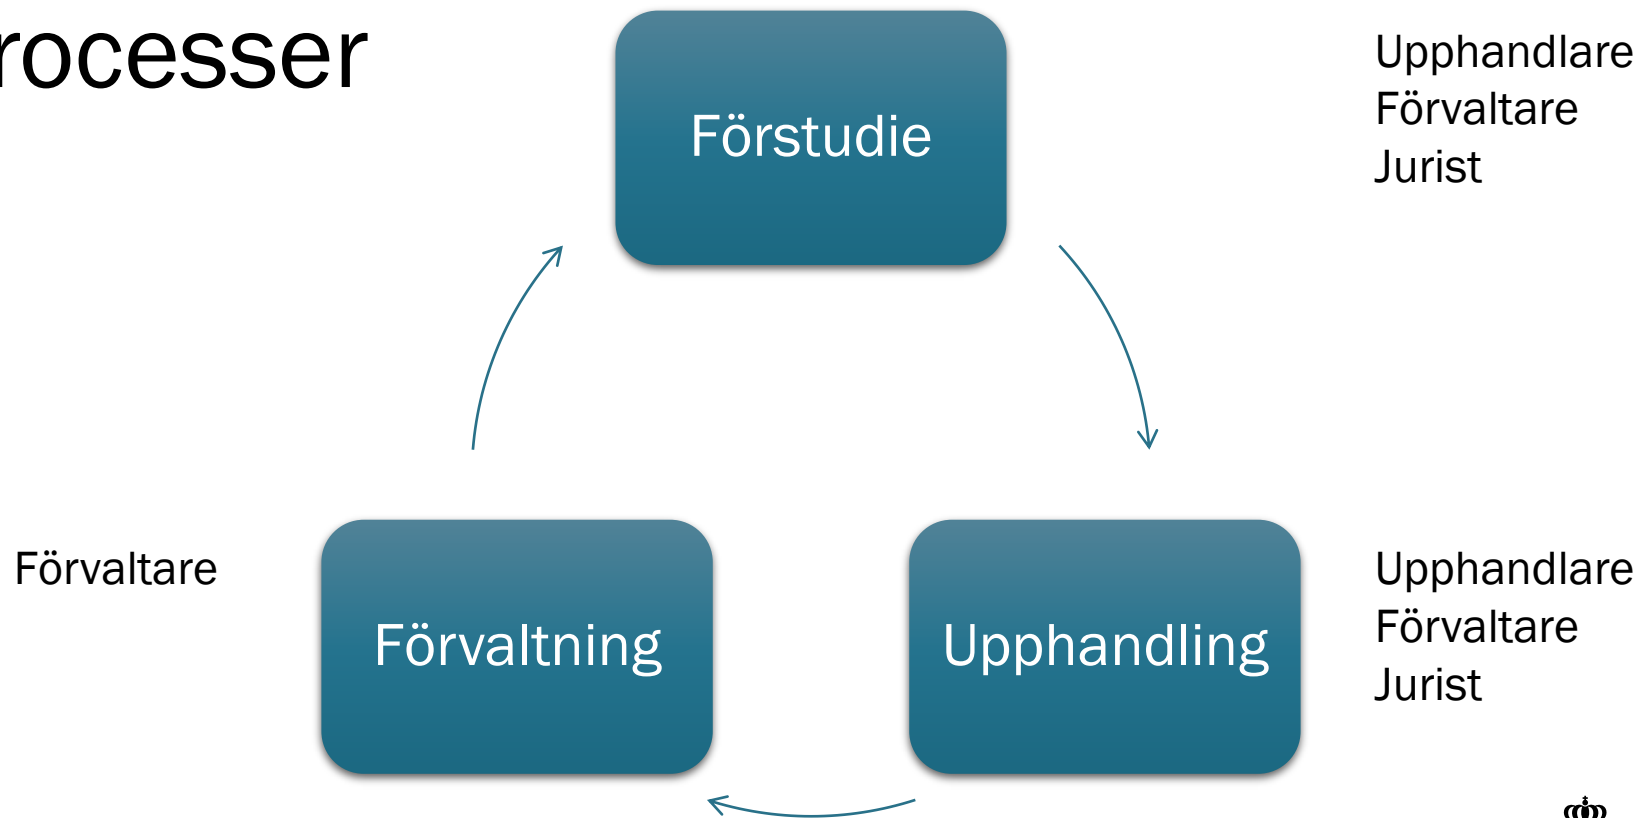 rocesser
Förstudie
Upphandlare
Förvaltare
Jurist
Förvaltare
Förvaltning
Upphandling
Upphandlare
Förvaltare
Jurist